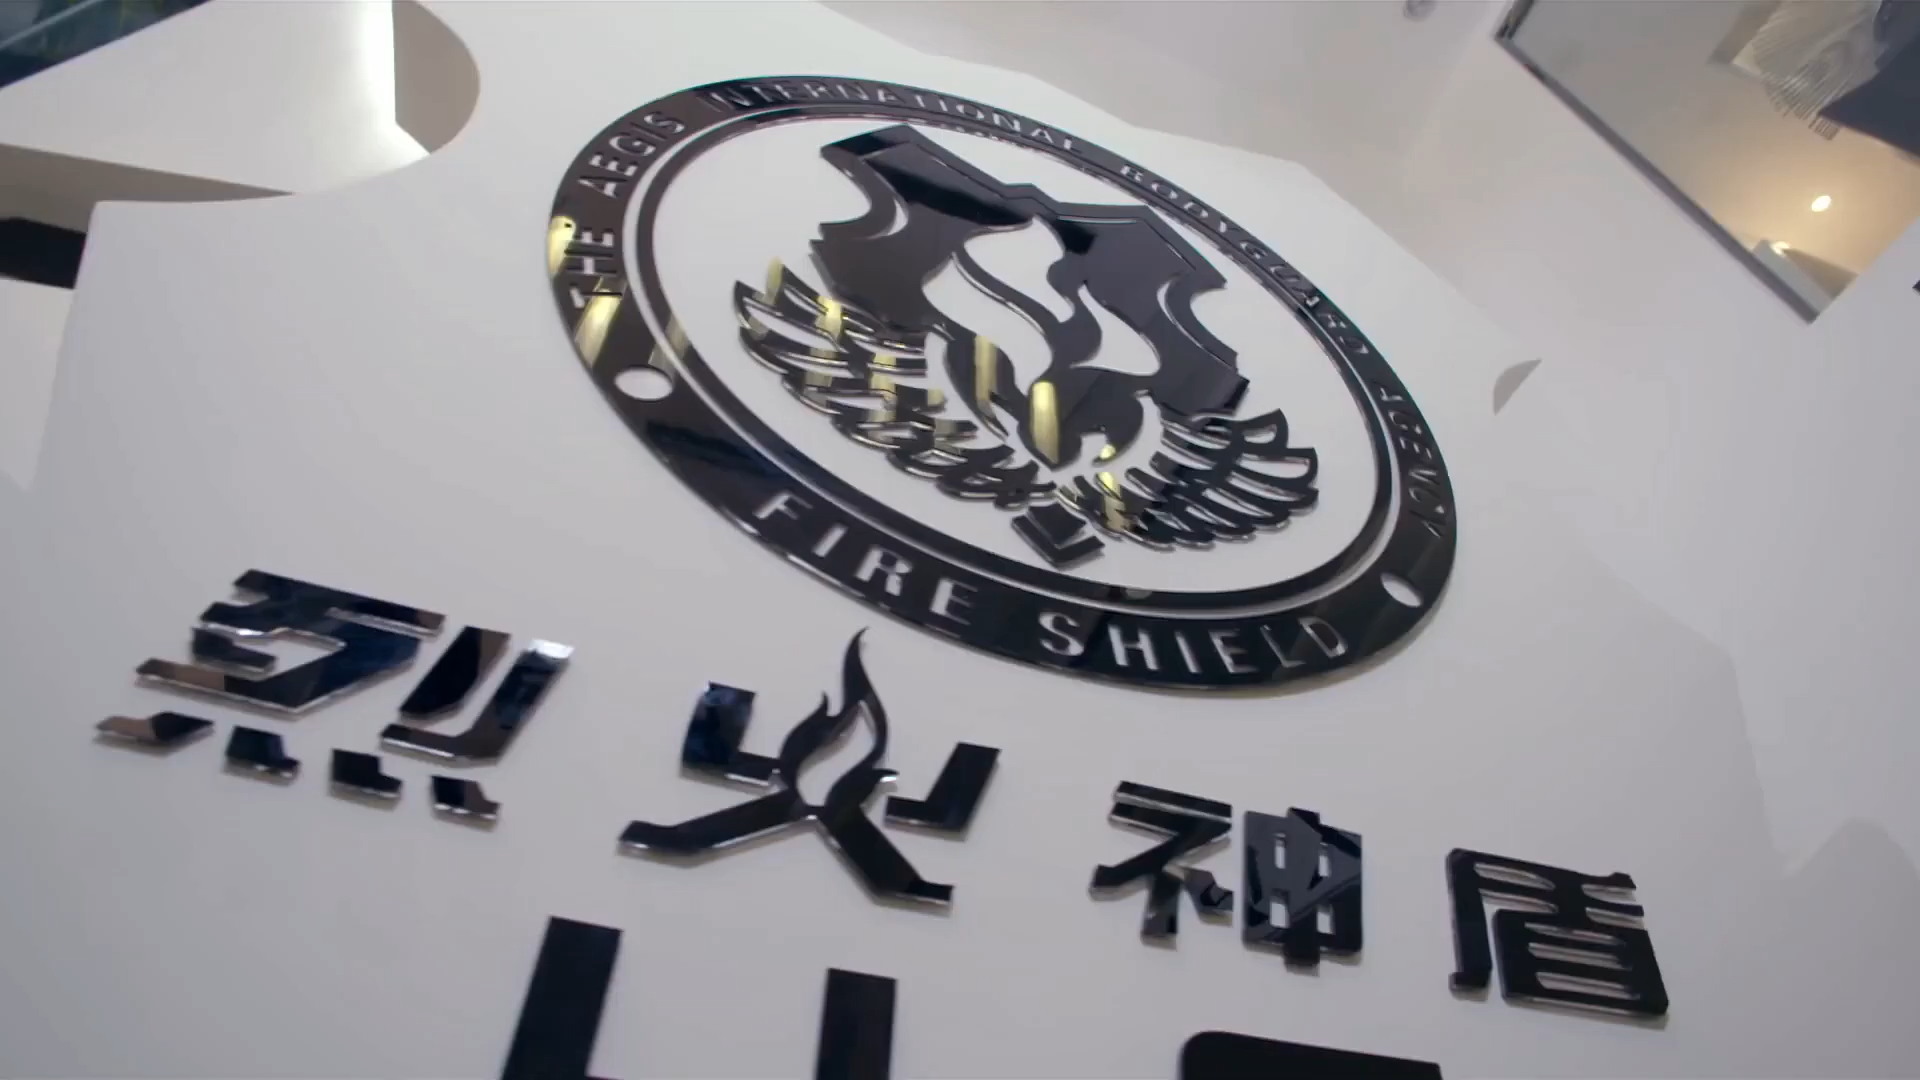 THE AEGIS INTERNATIONAL BODYGUARD AGENCY
FIRE SHIELD
烈火神盾